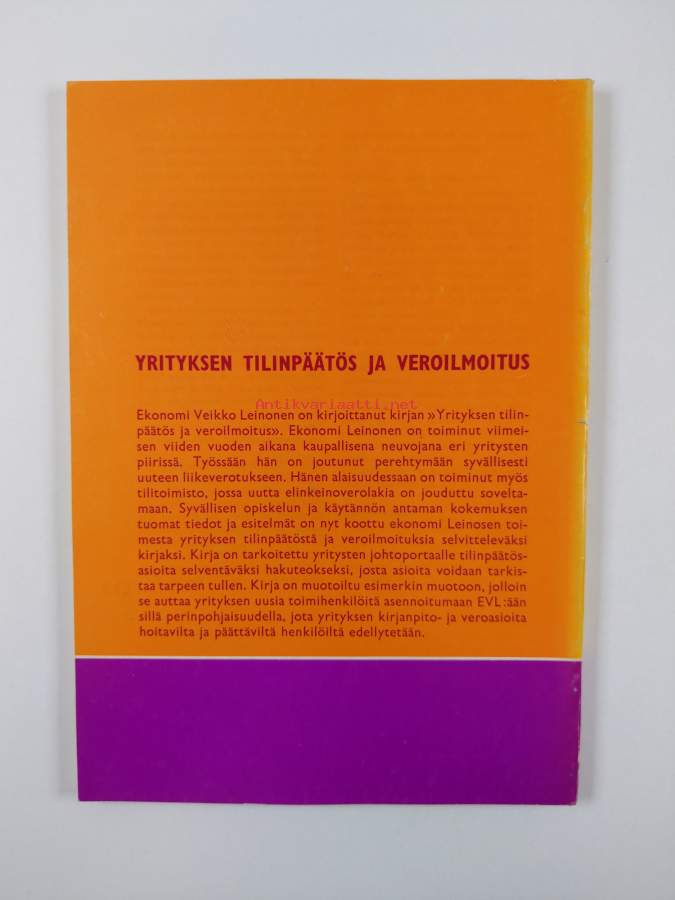 YRITYKSEN TILINPÄÄTÖS JA VEROILMOITUS
Antikvariaatti.net
Ekonomi Veikko Leinonen on kirjoittanut kirjan »Yrityksen tilin-
päätös ja veroilmoitus». Ekonomi Leinonen on toiminut viimei-
sen viiden vuoden aikana kaupallisena neuvojana eri yritysten
piirissä. Työssään hän on joutunut perehtymään syvällisesti
uuteen liikeverotukseen. Hänen alaisuudessaan on toiminut myös
tilitoimisto, jossa uutta elinkeinoverolakia on jouduttu sovelta-
maan. Syvällisen opiskelun ja käytännön antaman kokemuksen
tuomat tiedot ja esitelmät on nyt koottu ekonomi Leinosen toi-
mesta yrityksen tilinpäätöstä ja veroilmoituksia selvitteleväksi
kirjaksi. Kirja on tarkoitettu yritysten johtoportaalle tilinpäätös-
asioita selventäväksi hakuteokseksi, josta asioita voidaan tarkis-
taa tarpeen tullen. Kirja on muotoiltu esimerkin muotoon, jolloin
se auttaa yrityksen uusia toimihenkilöitä asennoitumaan EVL:ään
sillä perinpohjaisuudella, jota yrityksen kirjanpito- ja veroasioita
hoitavilta ja päättäviltä henkilöiltä edellytetään.